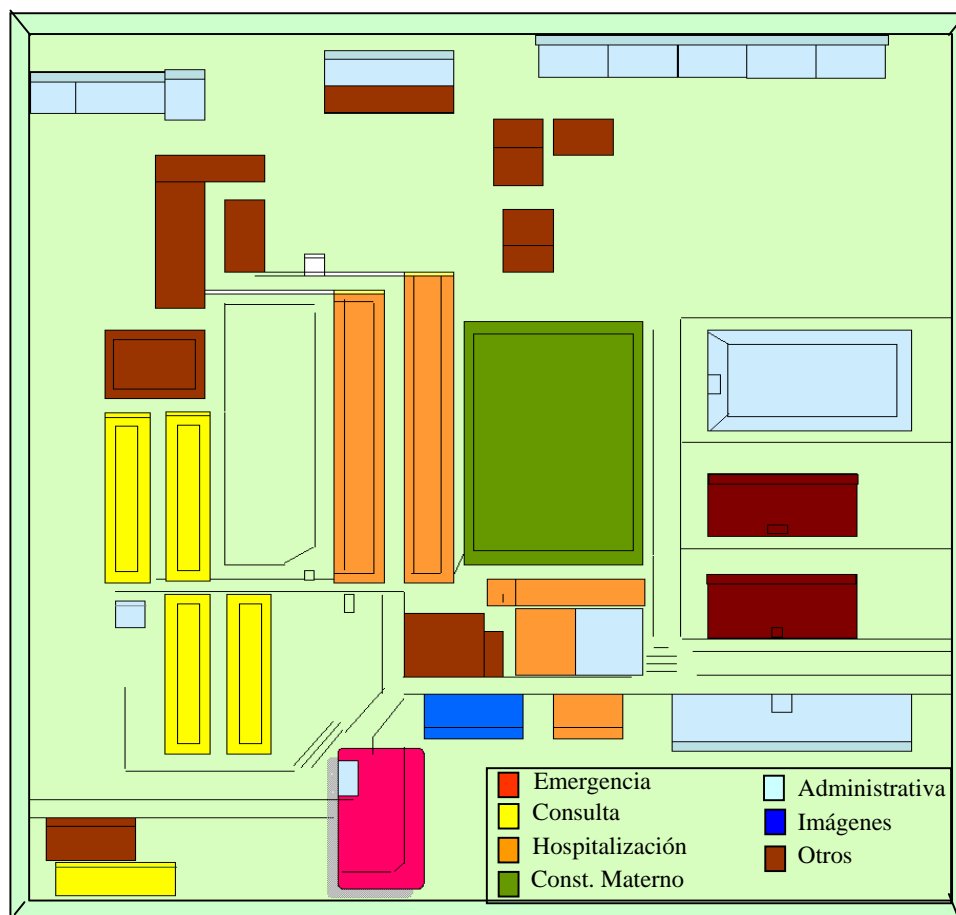 Emergencia
Consulta
Hospitalización
Const. Materno
Administrativa
Imágenes
Otros